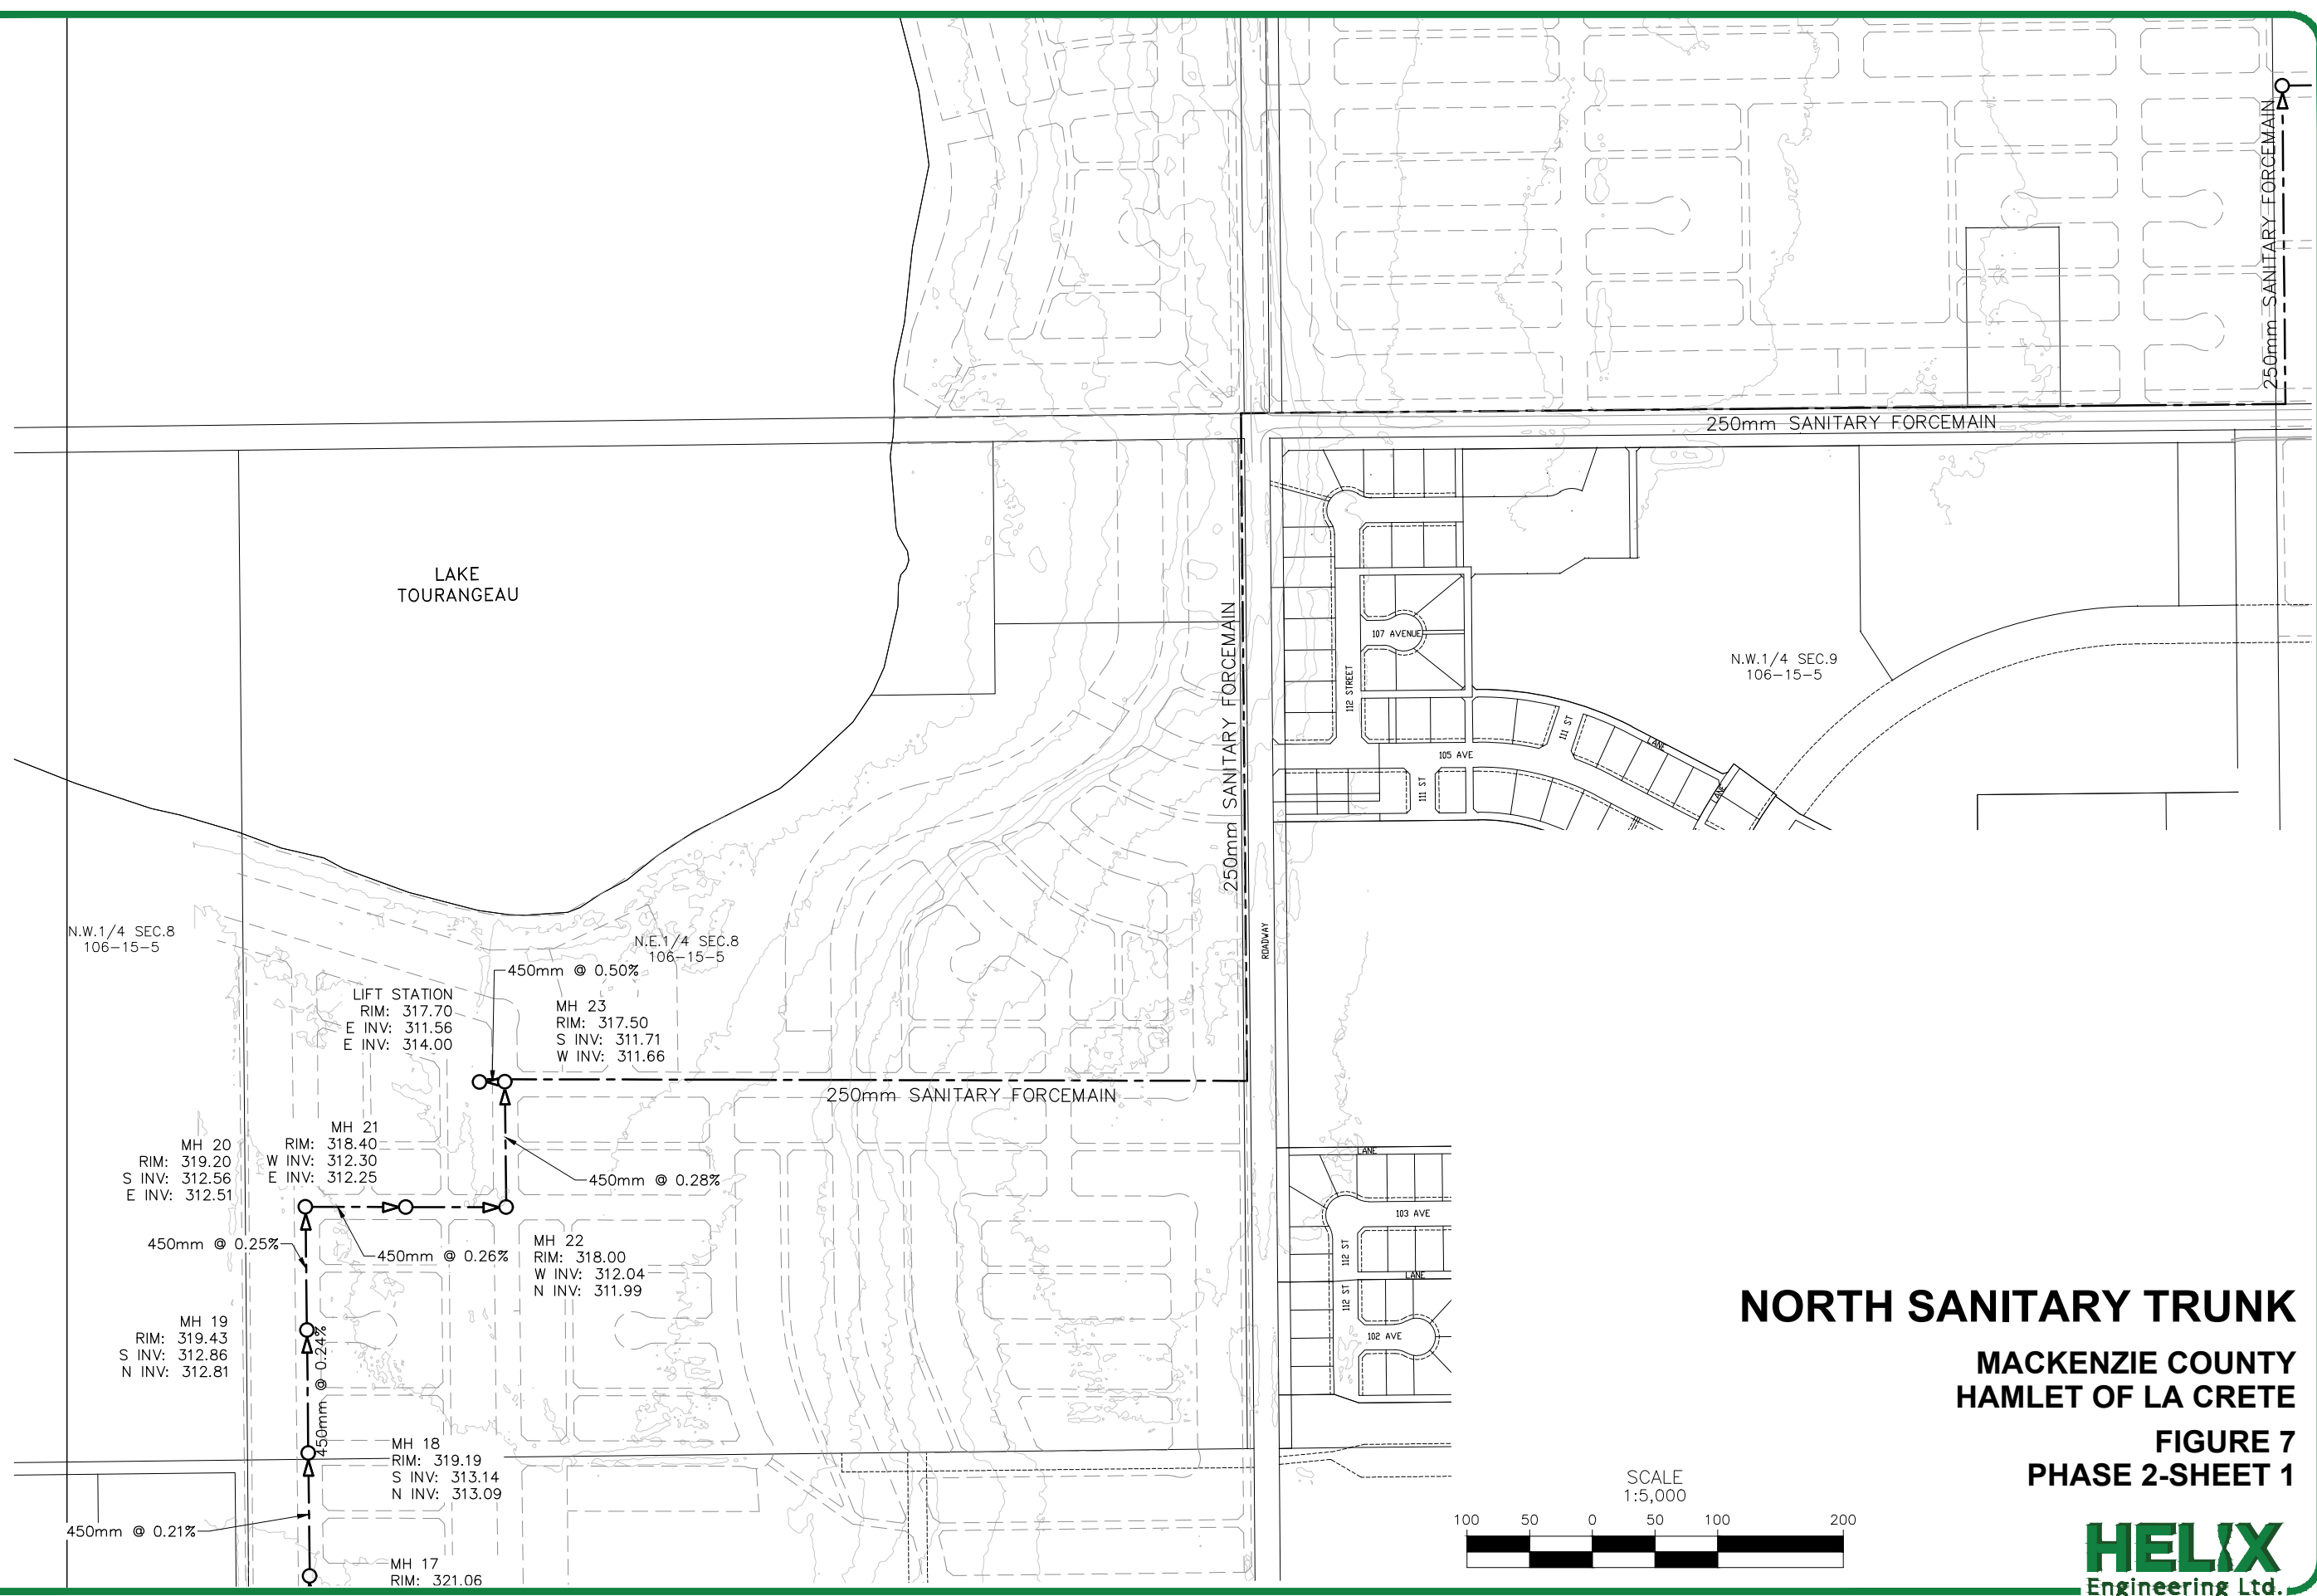 250mm SANITARY FORCEMAIN
250mm SANITARY FORCEMAIN
LAKE
TOURANGEAU
250mm SANITARY FORCEMAIN
107 AVENUE
112 STREET
N.W.1/4 SEC.9
106-15-5
111 ST
LANE
105 AVE
111 ST
LANE
ROADWAY
N.W.1/4 SEC.8
106-15-5
N.E.1/4 SEC.8
106-15-5
450mm @ 0.50%
LIFT STATION
RIM: 317.70
E INV: 311.56
E INV: 314.00
MH 23
RIM: 317.50
S INV: 311.71
W INV: 311.66
250mm SANITARY FORCEMAIN
MH 20
RIM: 319.20
S INV: 312.56
E INV: 312.51
MH 21
RIM: 318.40
W INV: 312.30
E INV: 312.25
450mm @ 0.28%
LANE
103 AVE
112 ST
LANE
112 ST
102 AVE
450mm @ 0.25%
450mm @ 0.26%
MH 22
RIM: 318.00
W INV: 312.04
N INV: 311.99
MH 19
RIM: 319.43
S INV: 312.86
N INV: 312.81
450mm @ 0.24%
MH 18
RIM: 319.19
S INV: 313.14
N INV: 313.09
450mm @ 0.21%
MH 17
RIM: 321.06
NORTH SANITARY TRUNK
MACKENZIE COUNTY
HAMLET OF LA CRETE
FIGURE 7
PHASE 2-SHEET 1
SCALE
1:5,000
100 50 0 50 100 200
HELIX
Engineering Ltd.